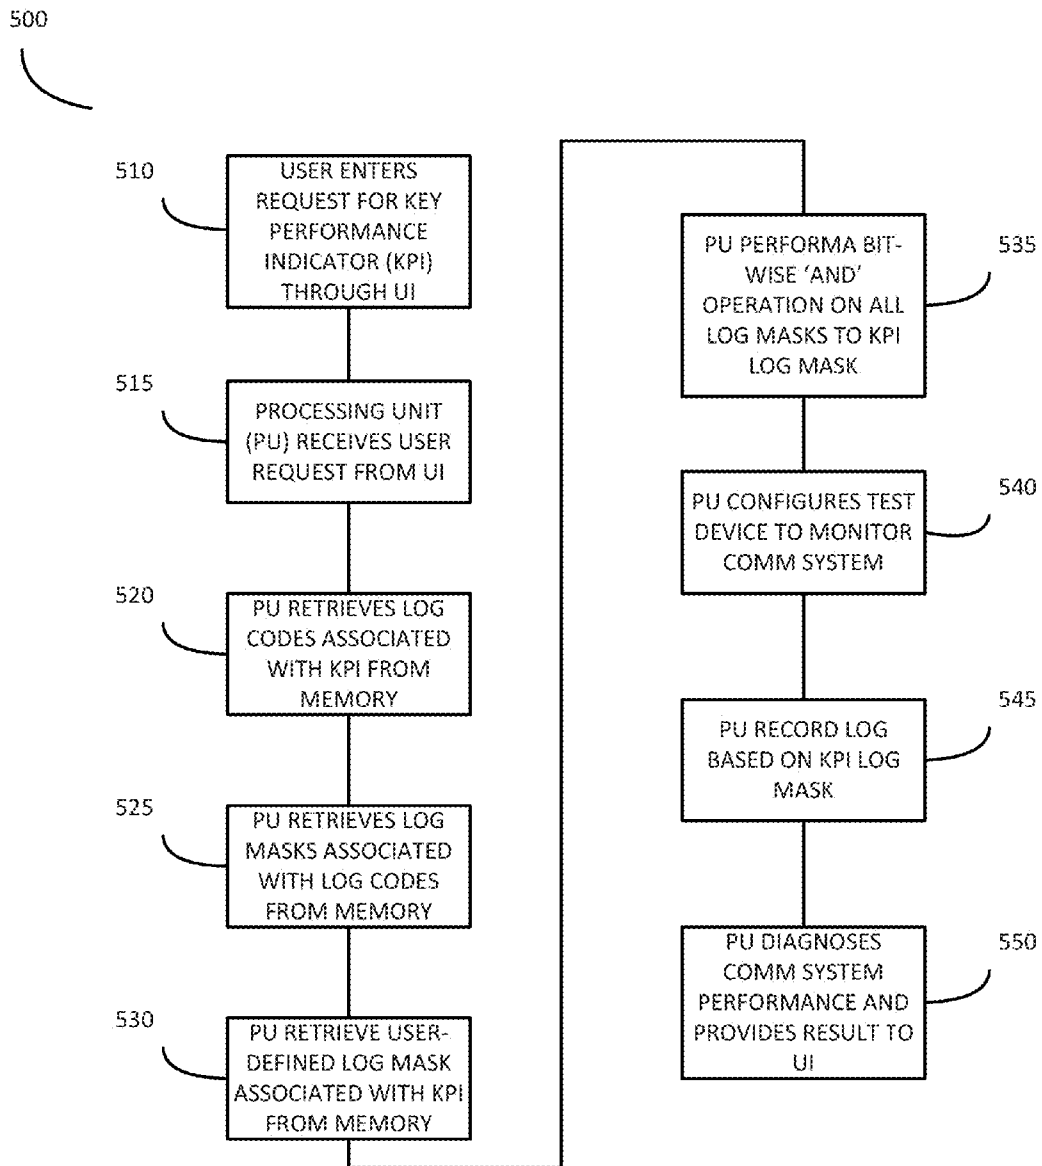 500
510
USER ENTERS
REQUEST FOR KEY
PERFORMANCE
INDICATOR (KPI)
THROUGH UI
515
PROCESSING UNIT
(PU) RECEIVES USER
REQUEST FROM UI
520
PU RETRIEVES LOG
CODES ASSOCIATED
WITH KPI FROM
MEMORY
525
PU RETRIEVES LOG
MASKS ASSOCIATED
WITH LOG CODES
FROM MEMORY
530
PU RETRIEVE USER-
DEFINED LOG MASK
ASSOCIATED WITH KPI
FROM MEMORY
535
PU PERFORMA BIT-
WISE ‘AND’
OPERATION ON ALL
LOG MASKS TO KPI
LOG MASK
540
PU CONFIGURES TEST
DEVICE TO MONITOR
COMM SYSTEM
545
PU RECORD LOG
BASED ON KPI LOG
MASK
550
PU DIAGNOSES
COMM SYSTEM
PERFORMANCE AND
PROVIDES RESULT TO
UI